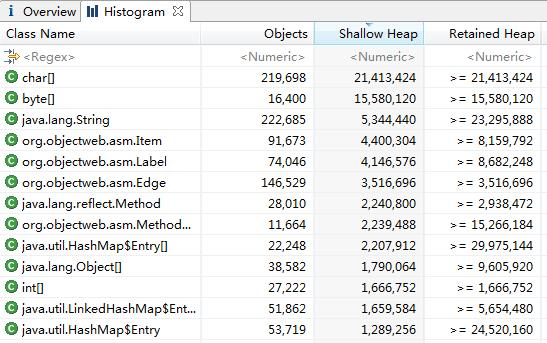 i Overview Histogram
Class Name Objects Shallow Heap Retained Heap
<Regex> <Numeric> <Numeric> <Numeric>
char[] 219,698 21,413,424 >= 21,413,424
byte[] 16,400 15,580,120 >= 15,580,120
java.lang.String 222,685 5,344,440 >= 23,295,888
org.objectweb.asm.Item 91,673 4,400,304 >= 8,159,792
org.objectweb.asm.Label 74,046 4,146,576 >= 8,682,248
org.objectweb.asm.Edge 146,529 3,516,696 >= 3,516,696
java.lang.reflect.Method 28,010 2,240,800 >= 2,938,472
org.objectweb.asm.Method... 11,664 2,239,488 >= 15,266,184
java.util.HashMap$Entry[] 22,248 2,207,912 >= 29,975,144
java.lang.Object[] 38,582 1,790,064 >= 9,605,920
int[] 27,222 1,666,752 >= 1,666,752
java.util.LinkedHashMap$Ent... 51,862 1,659,584 >= 5,654,480
java.util.HashMap$Entry 53,719 1,289,256 >= 24,520,160